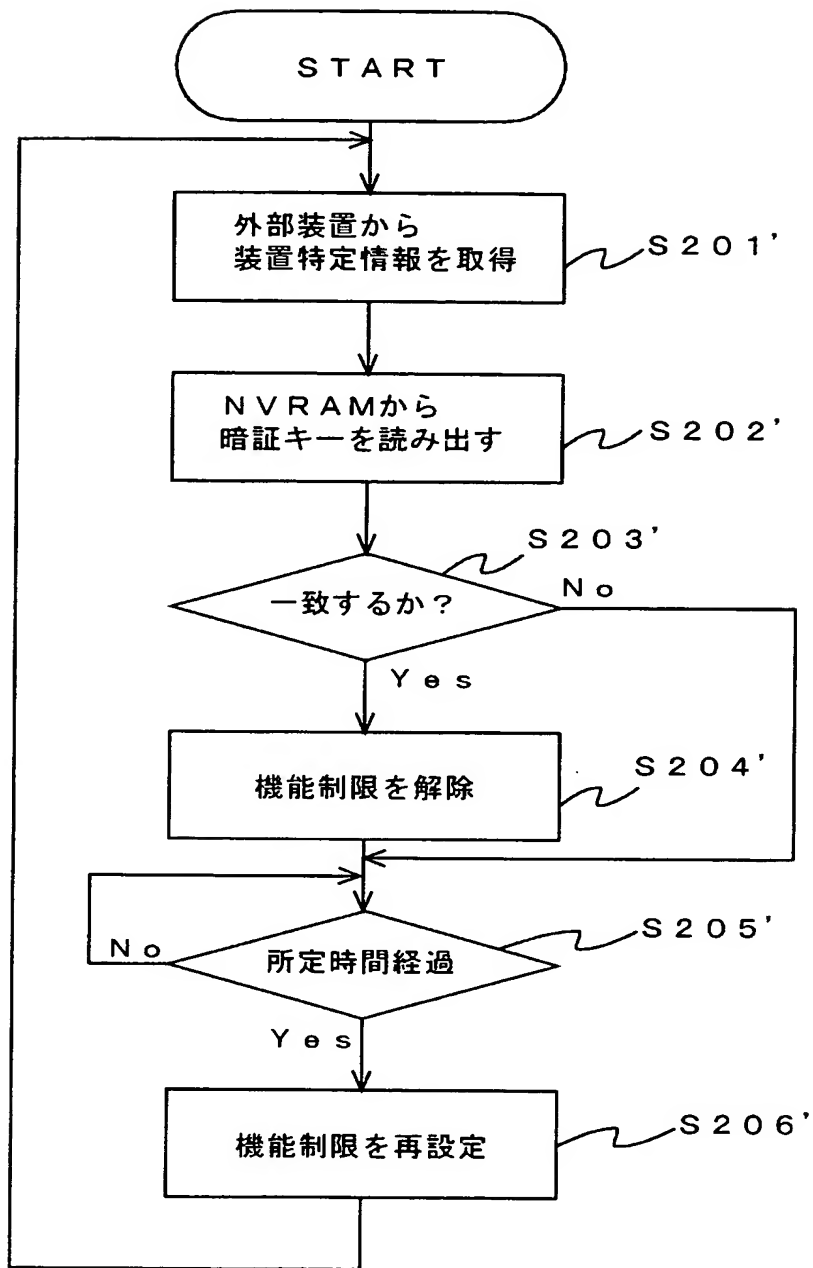 ＳＴＡＲＴ
外部装置から
装置特定情報を取得
Ｓ２０１’
ＮＶＲＡＭから
暗証キーを読み出す
Ｓ２０２’
Ｓ２０３’
一致するか？
Ｎｏ
Ｙｅｓ
機能制限を解除
Ｓ２０４’
Ｓ２０５’
Ｎｏ
所定時間経過
Ｙｅｓ
機能制限を再設定
Ｓ２０６’